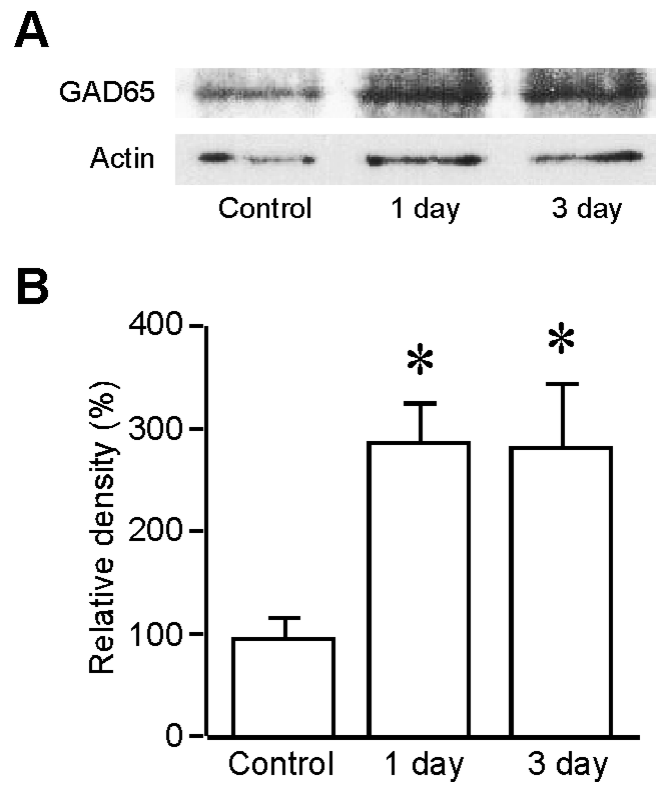 A
GAD65
Actin
Control 1 day 3 day
B
400
300
200
100
0
Relative density (%)
* *
Control 1 day 3 day